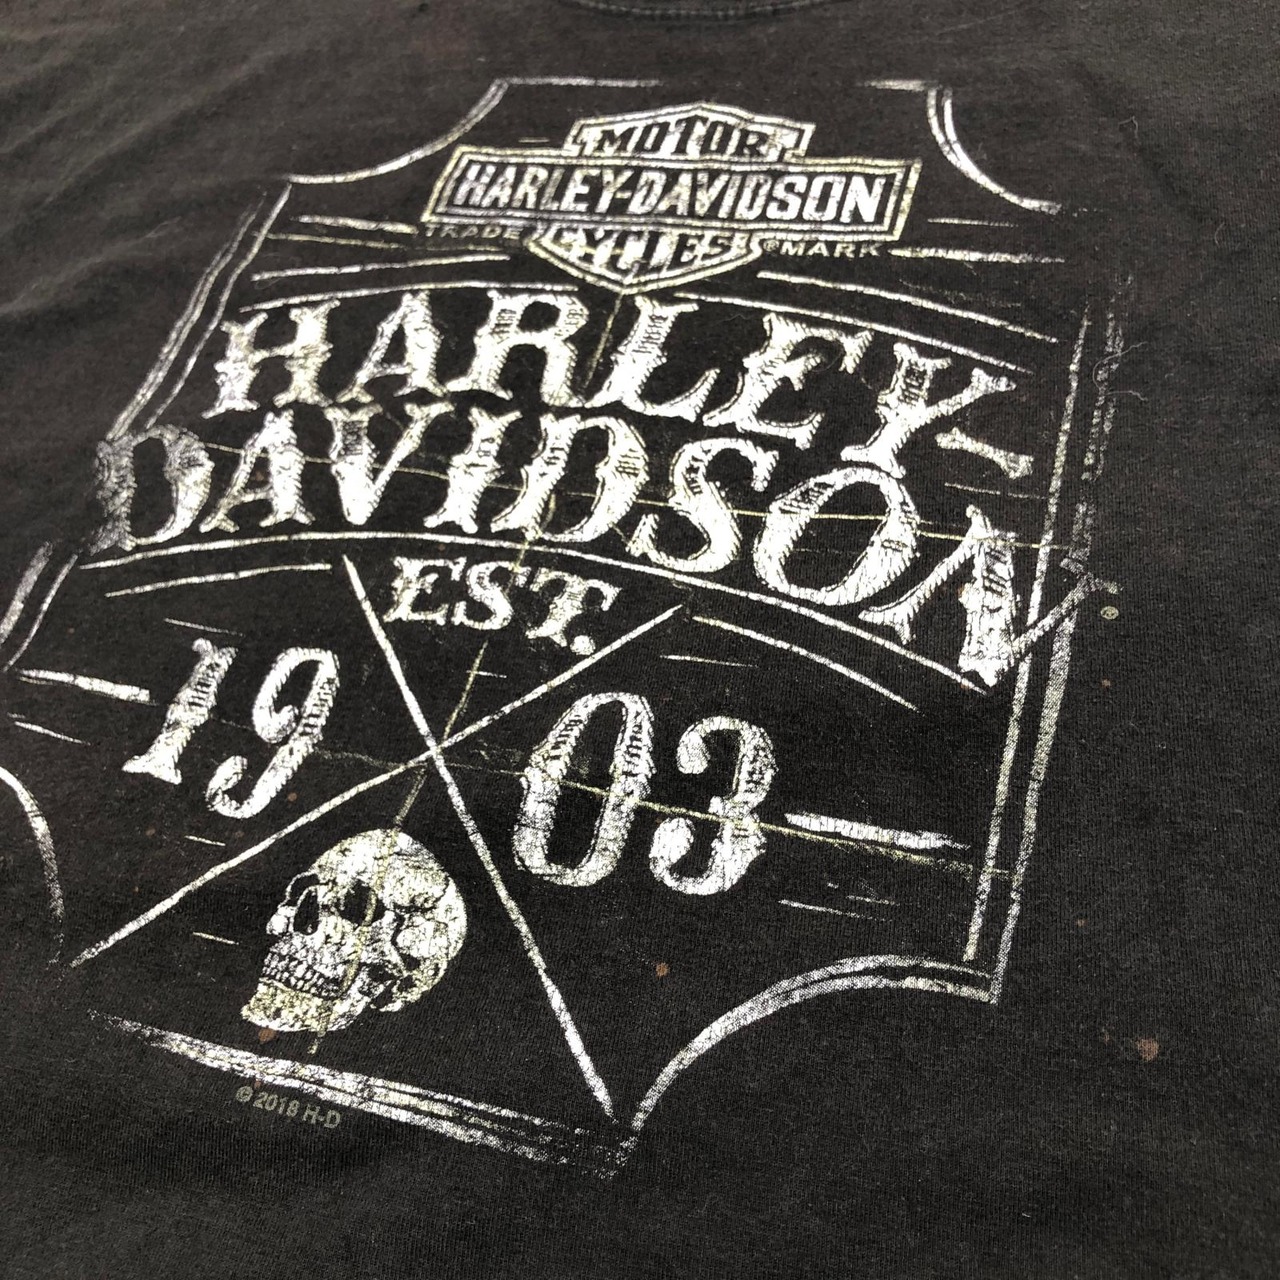 MOTOR
HARLEY-DAVIDSON
TRADE CYCLES ®MARK
HARLEY-
DAVIDSON
®
EST.
19 03
© 2018 H-D